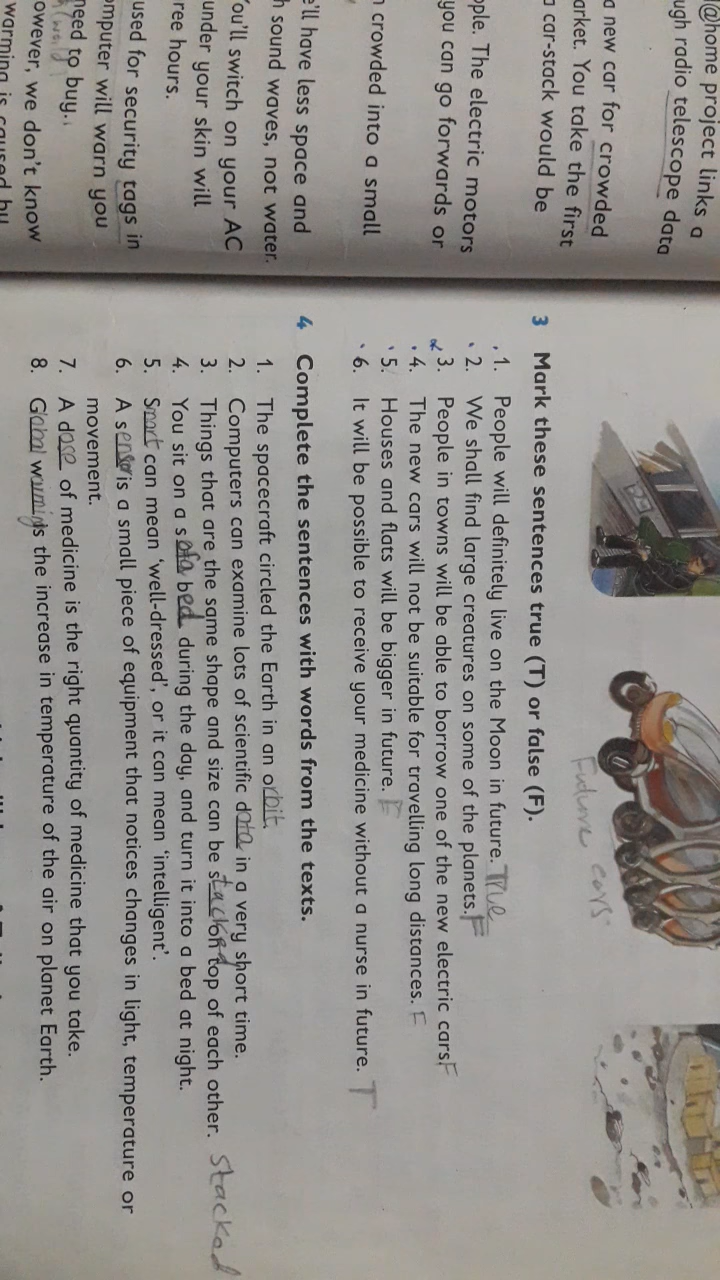 l@home project links a
ugh radio telescope data
a new car for crowded
arket. You take the first
a car-stack would be
ople. The electric motors
you can go forwards or
n crowded into a small
e'll have less space and
h sound waves, not water.
ou'll switch on your AC
under your skin will
ree hours.
used for security tags in
mputer will warn you
need to buy.
owever, we don't know
warming is caused by
Future cars
3 Mark these sentences true (T) or false (F).
1. People will definitely live on the Moon in future. True
2. We shall find large creatures on some of the planets. F
3. People in towns will be able to borrow one of the new electric cars. F
4. The new cars will not be suitable for travelling long distances. F
5. Houses and flats will be bigger in future. F
6. It will be possible to receive your medicine without a nurse in future. T
4 Complete the sentences with words from the texts.
1. The spacecraft circled the Earth in an orbit.
2. Computers can examine lots of scientific data in a very short time.
3. Things that are the same shape and size can be stacked on top of each other. Stacked
4. You sit on a sofa bed during the day, and turn it into a bed at night.
5. Smart can mean 'well-dressed', or it can mean 'intelligent'.
6. A sensor is a small piece of equipment that notices changes in light, temperature or
movement.
7. A dose of medicine is the right quantity of medicine that you take.
8. Global warming is the increase in temperature of the air on planet Earth.